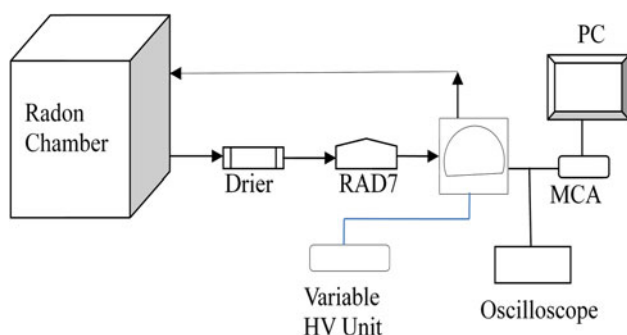 PC
Radon
Chamber
Drier
RAD7
MCA
Variable
HV Unit
Oscilloscope